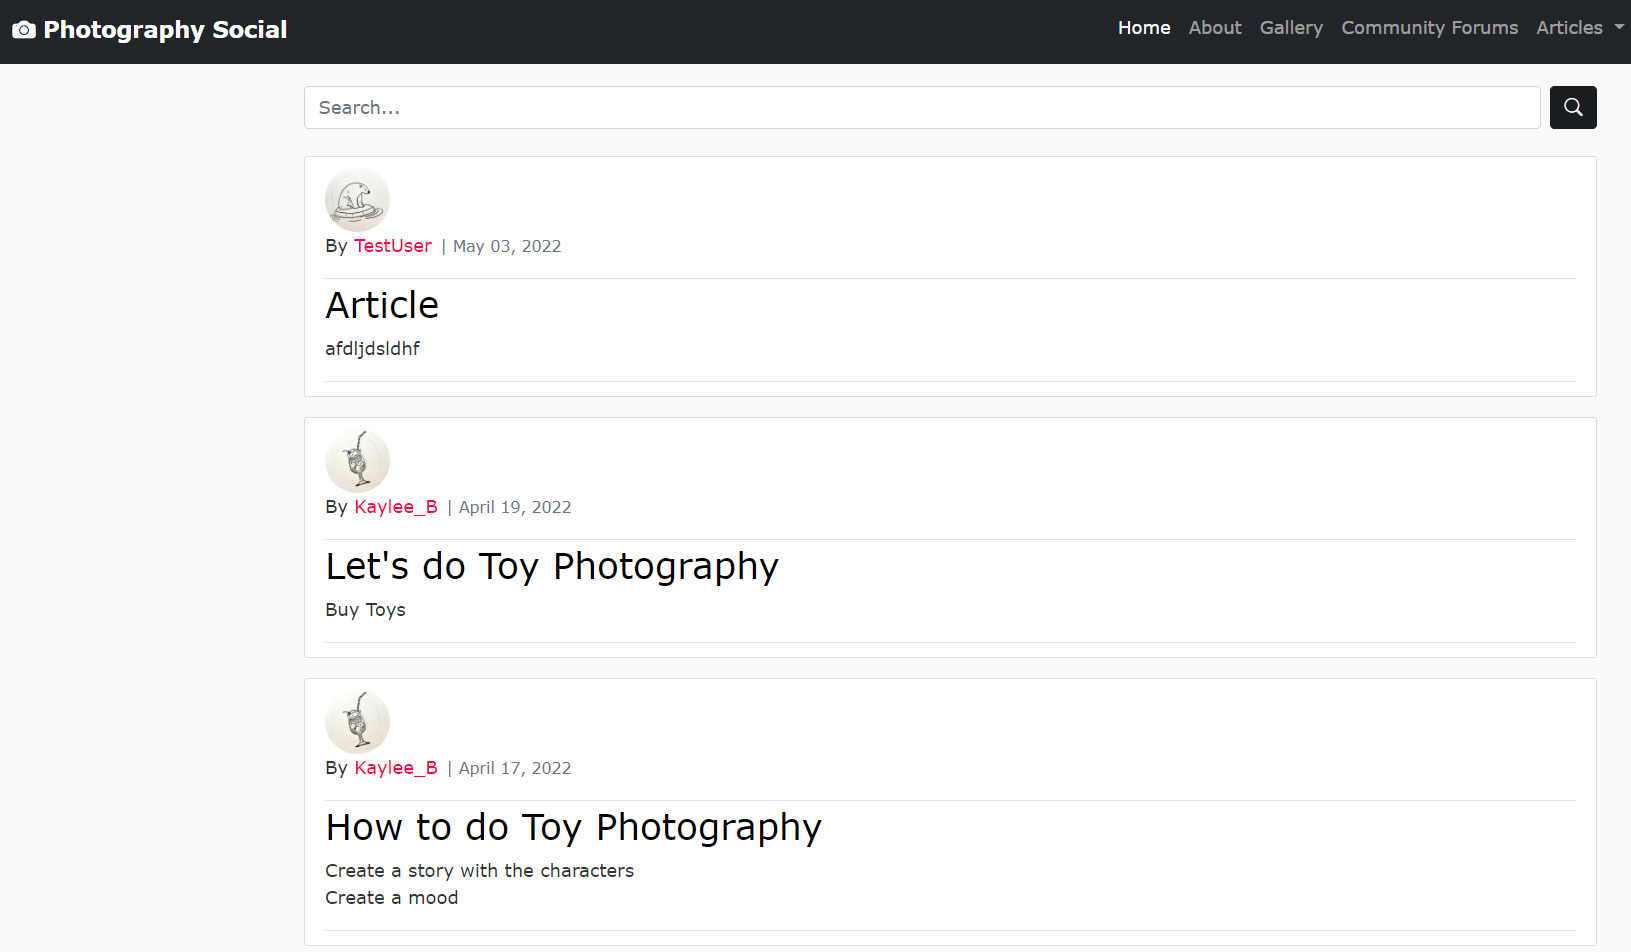 Photography Social
Home About Gallery Community Forums Articles
Search...
By TestUser | May 03, 2022
Article
afdljdsldhf
By Kaylee_B | April 19, 2022
Let's do Toy Photography
Buy Toys
By Kaylee_B | April 17, 2022
How to do Toy Photography
Create a story with the characters
Create a mood